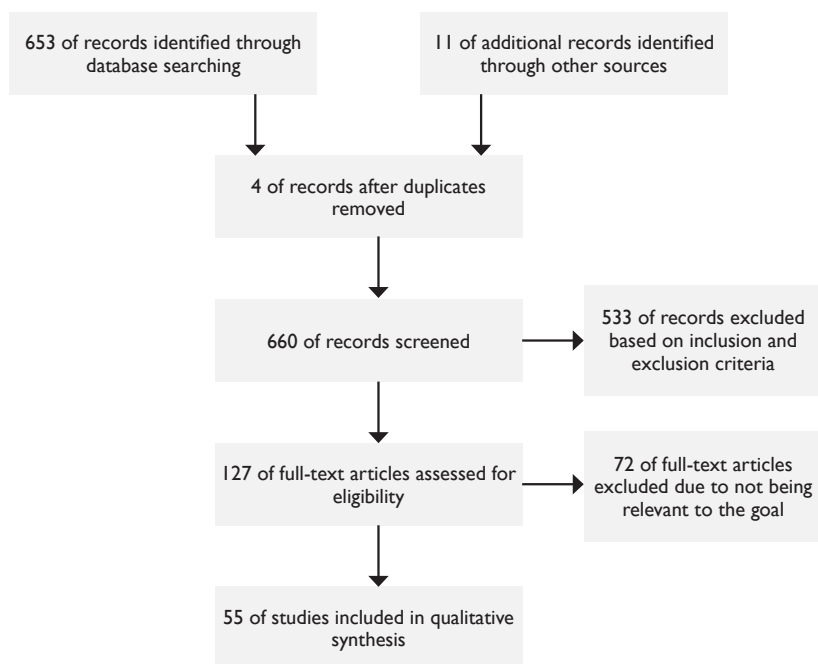 653 of records identified through
database searching
11 of additional records identified
through other sources
4 of records after duplicates
removed
660 of records screened
533 of records excluded
based on inclusion and
exclusion criteria
127 of full-text articles assessed for
eligibility
72 of full-text articles
excluded due to not being
relevant to the goal
55 of studies included in qualitative
synthesis